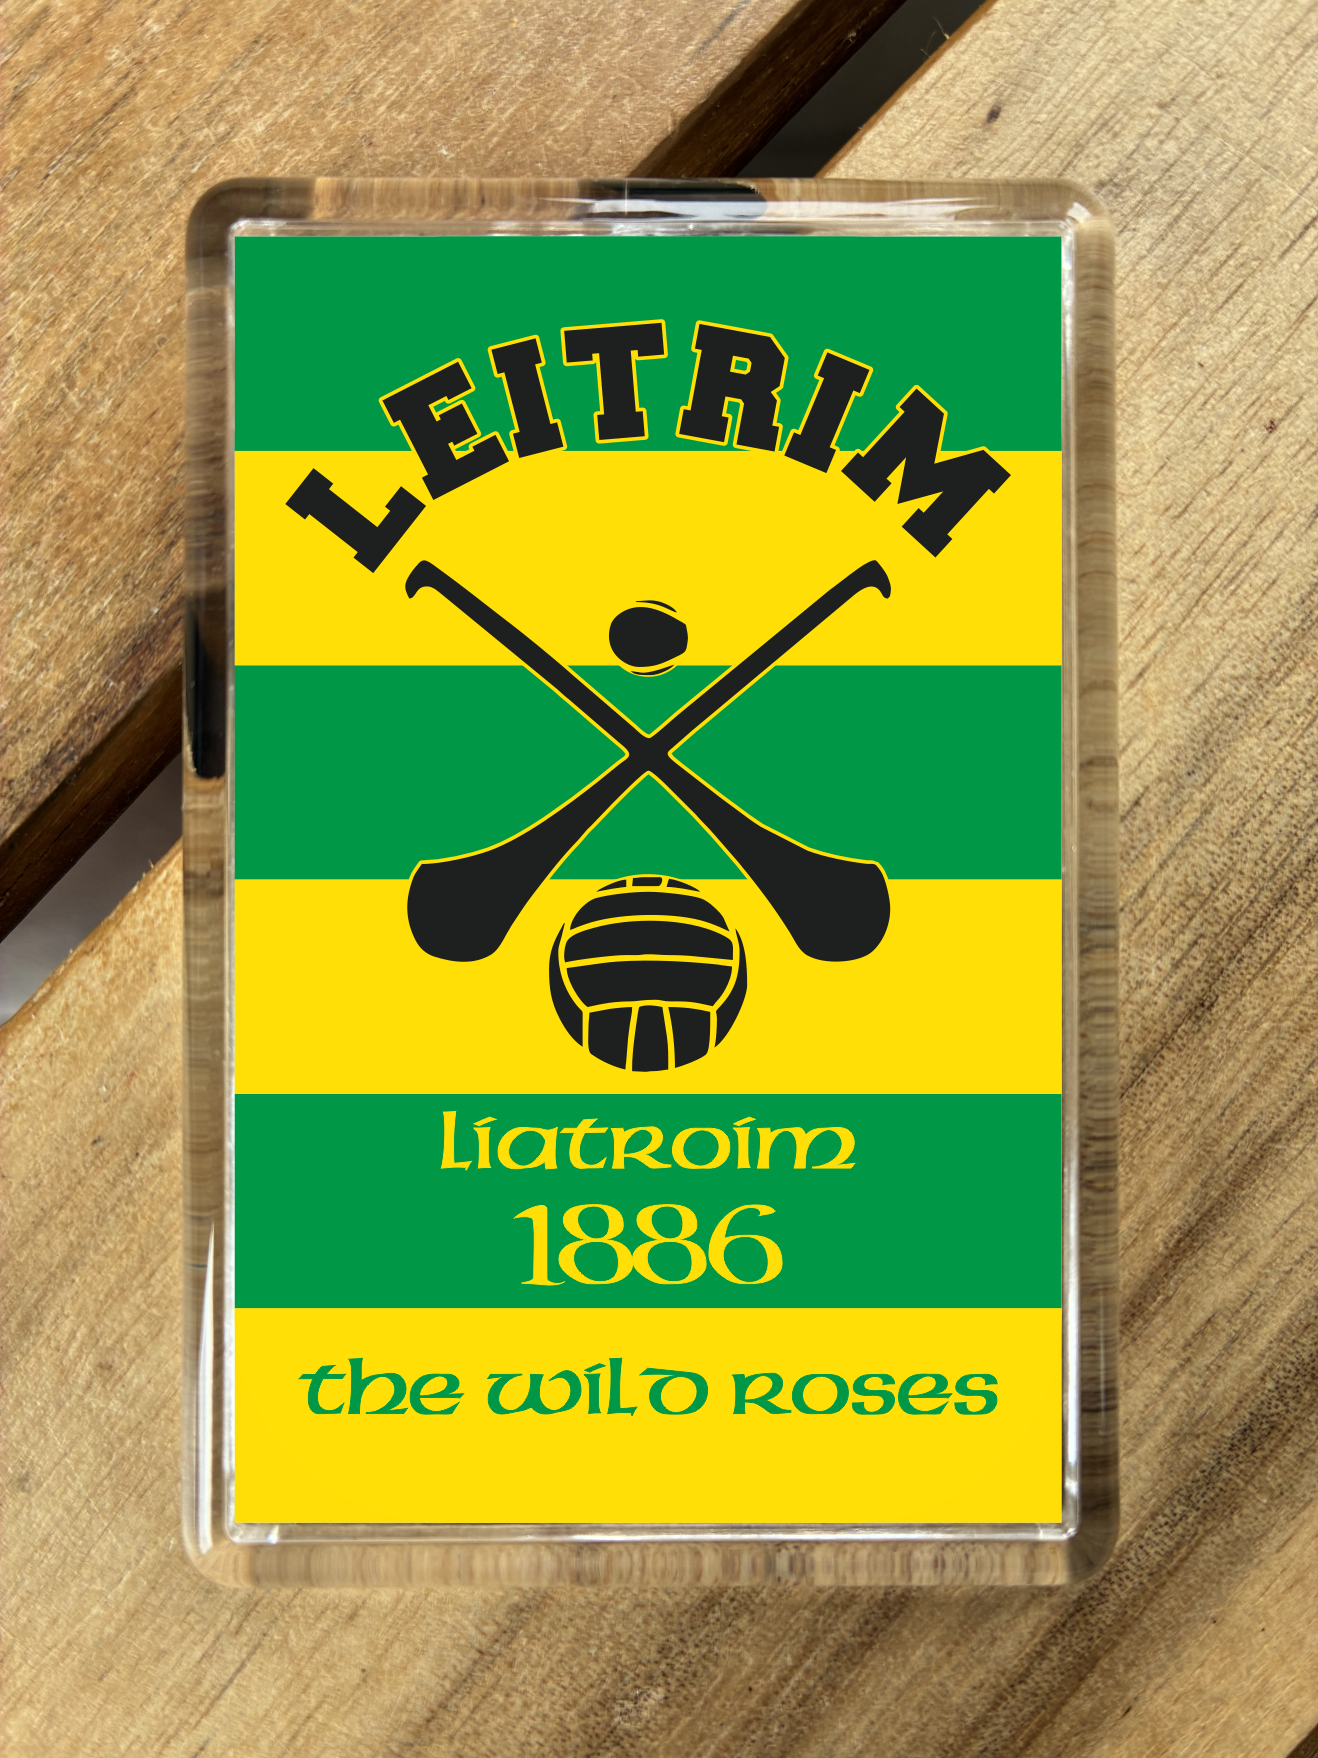 LEITRIM
liatroim
1886
the wild roses